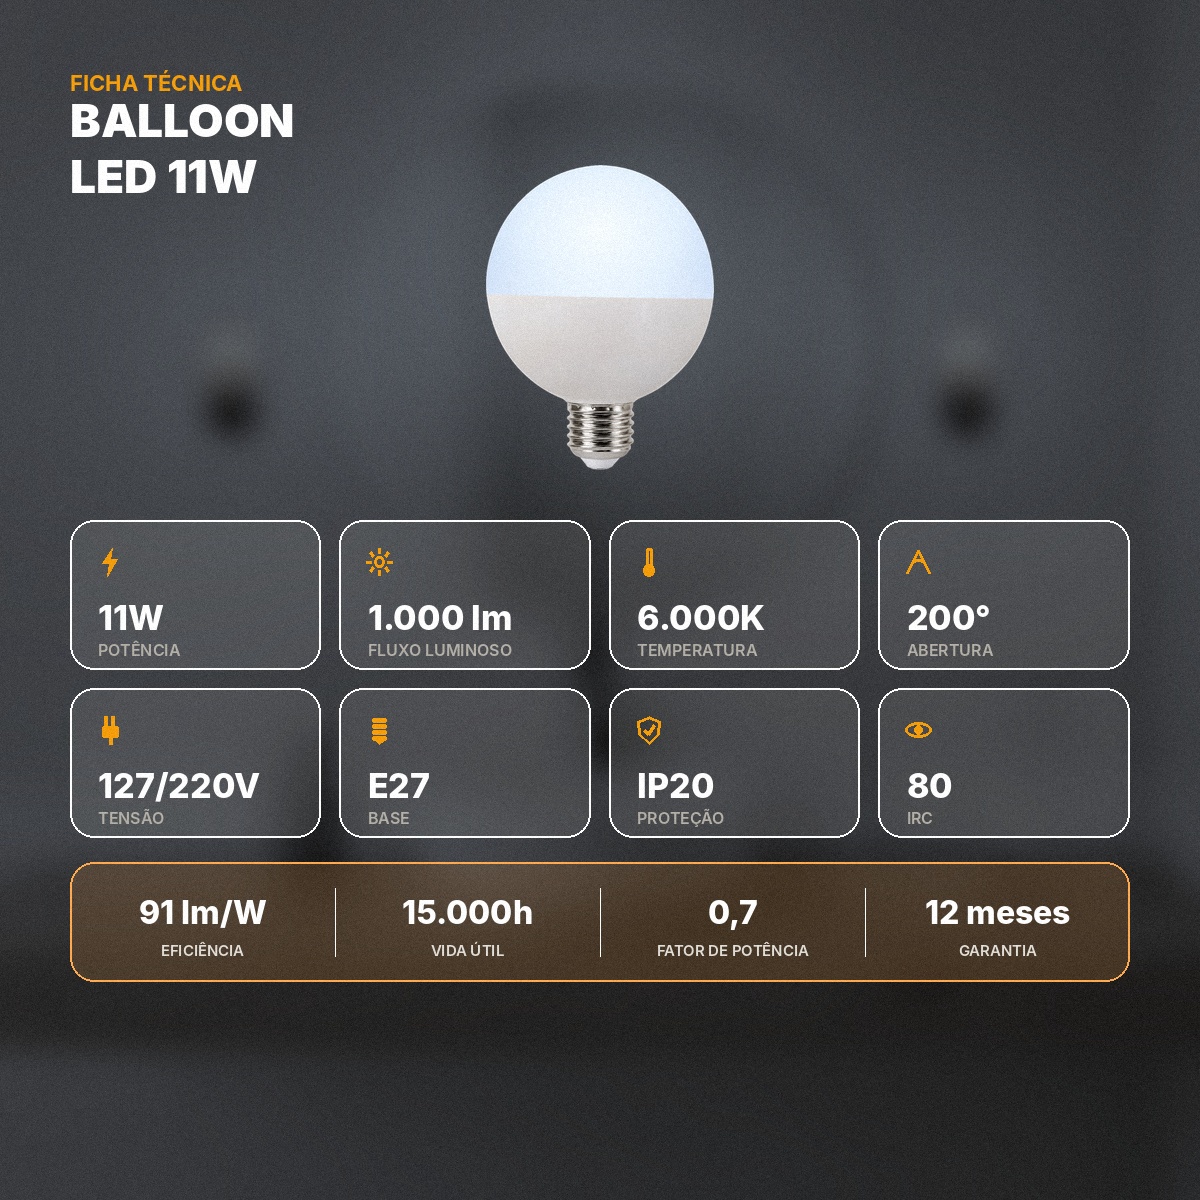 FICHA TÉCNICA
BALLOON
LED 11W
11W
POTÊNCIA
1.000 lm
FLUXO LUMINOSO
6.000K
TEMPERATURA
200°
ABERTURA
127/220V
TENSÃO
E27
BASE
IP20
PROTEÇÃO
80
IRC
91 lm/W
EFICIÊNCIA
15.000h
VIDA ÚTIL
0,7
FATOR DE POTÊNCIA
12 meses
GARANTIA